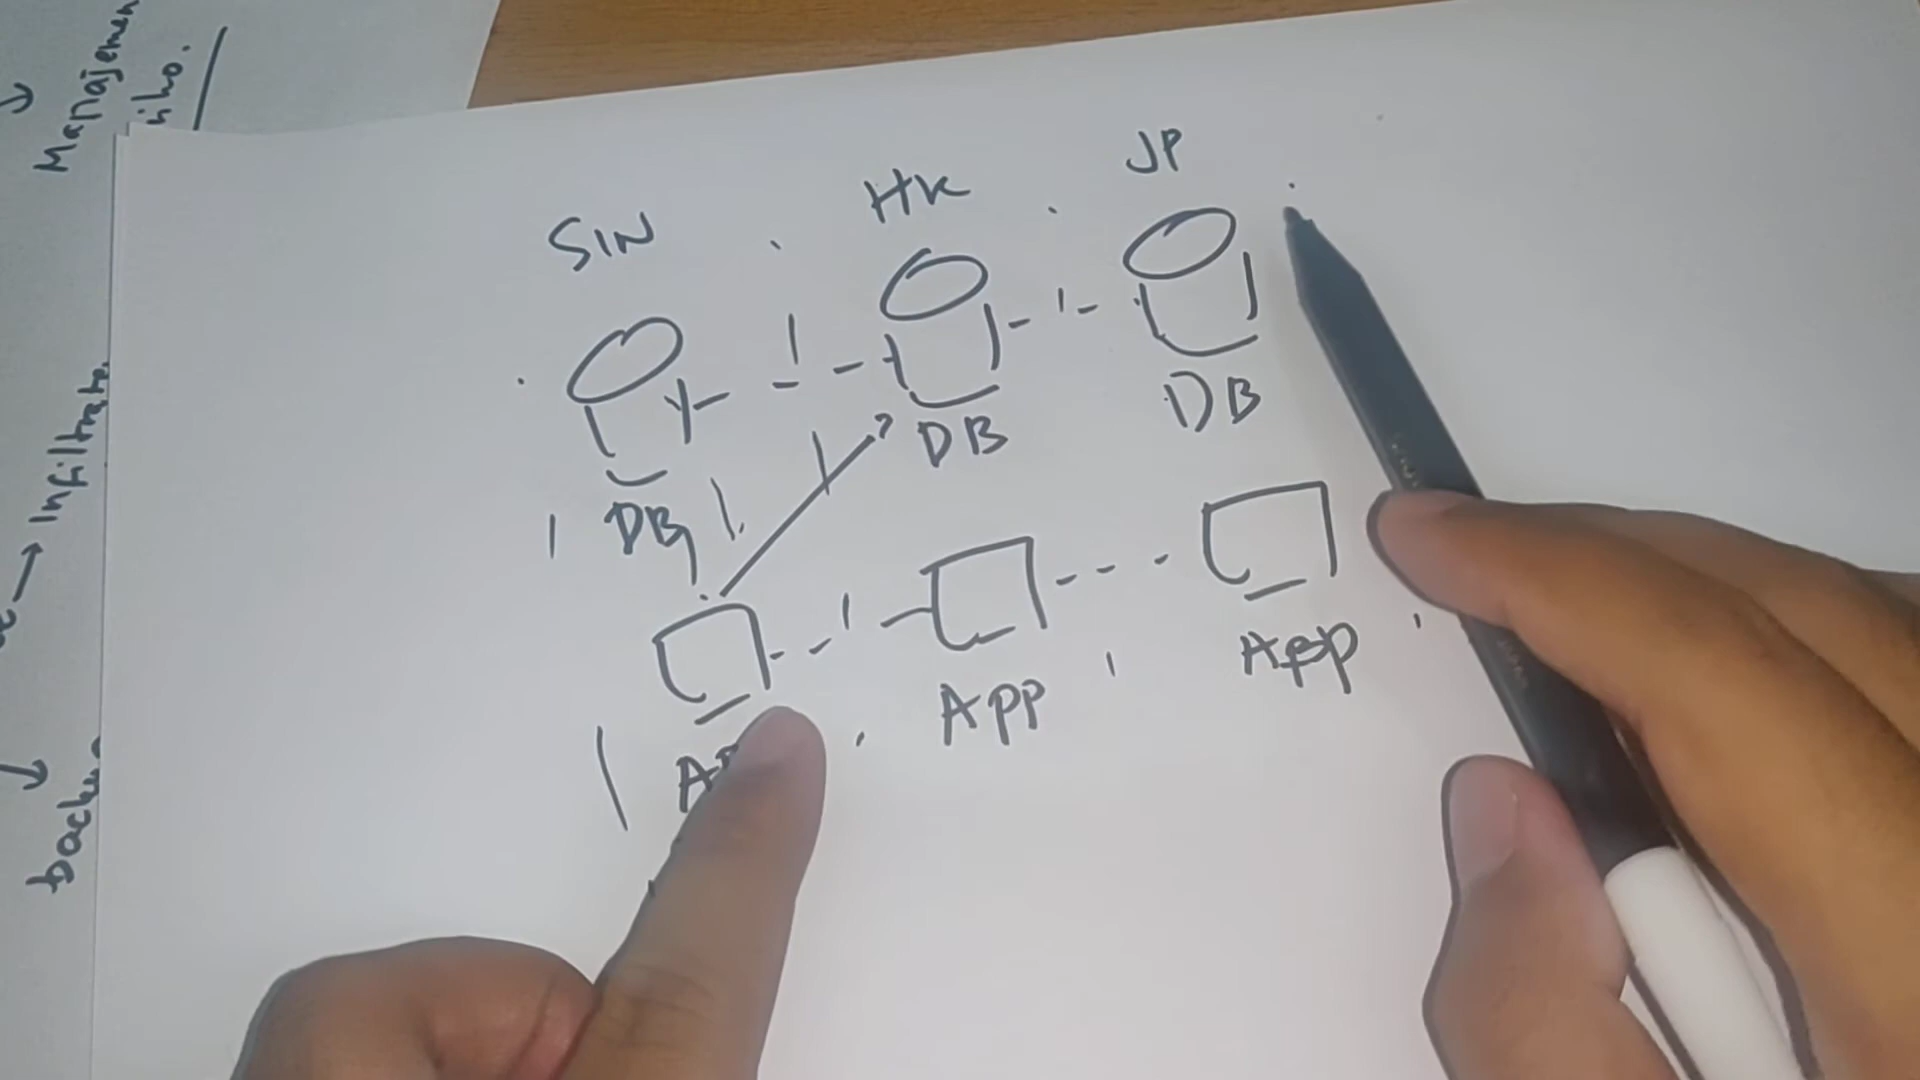 Manajemen
Infiltrate
SIN
HK
JP
DB
DB
DB
App
App